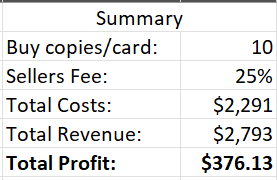 Summary
Buy copies/card: 10
Sellers Fee: 25%
Total Costs: $2,291
Total Revenue: $2,793
Total Profit: $376.13